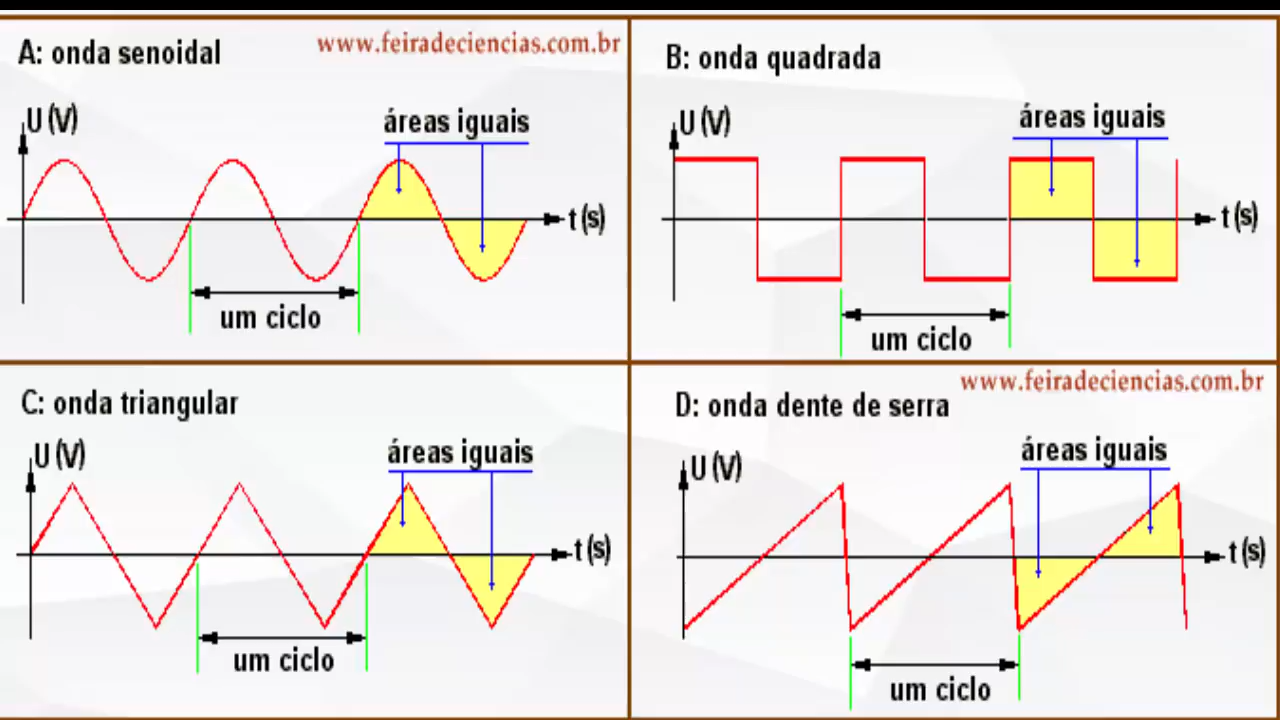 A: onda senoidal
www.feiradeciencias.com.br
U (V)
áreas iguais
t (s)
um ciclo
B: onda quadrada
U (V)
áreas iguais
t (s)
um ciclo
C: onda triangular
U (V)
áreas iguais
t (s)
um ciclo
www.feiradeciencias.com.br
D: onda dente de serra
U (V)
áreas iguais
t (s)
um ciclo